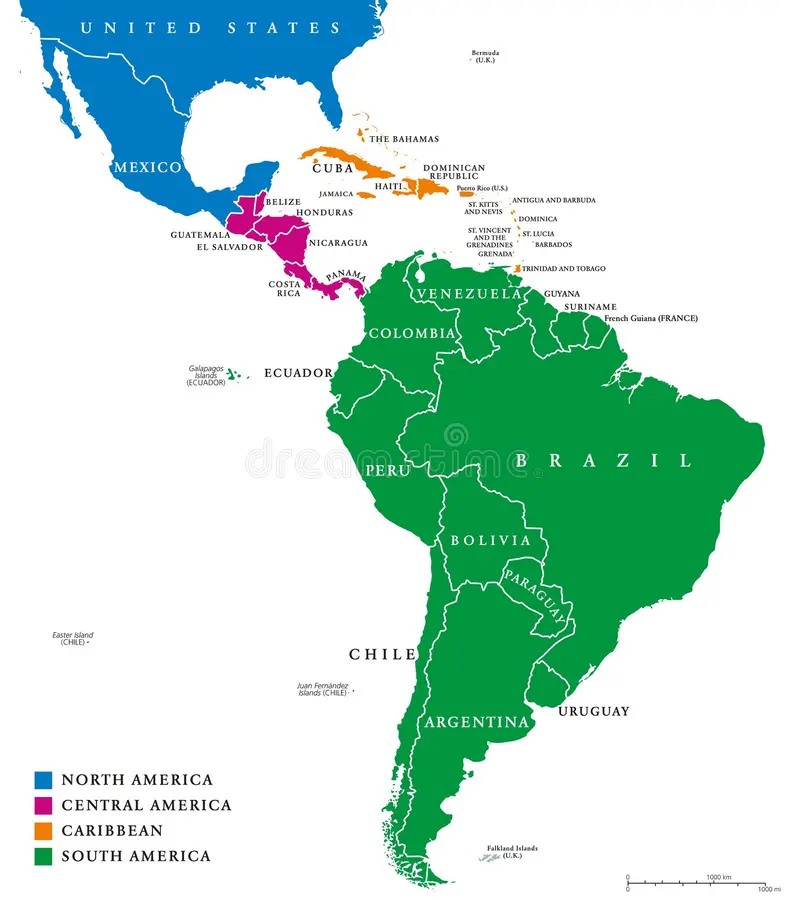 UNITED STATES
Bermuda
(U.K.)
THE BAHAMAS
MEXICO
CUBA
DOMINICAN
REPUBLIC
HAITI
JAMAICA
Puerto Rico (U.S.)
BELIZE
ST. KITTS
AND NEVIS
ANTIGUA AND BARBUDA
HONDURAS
DOMINICA
GUATEMALA
ST. VINCENT
AND THE
GRENADINES
ST. LUCIA
EL SALVADOR
NICARAGUA
BARBADOS
GRENADA
TRINIDAD AND TOBAGO
COSTA
RICA
PANAMA
VENEZUELA
GUYANA
SURINAME
French Guiana (FRANCE)
COLOMBIA
Galapagos
Islands
(ECUADOR)
ECUADOR
dreamstime.com
BRAZIL
PERU
BOLIVIA
PARAGUAY
Easter Island
(CHILE)
CHILE
Juan Fernández
Islands (CHILE)
URUGUAY
ARGENTINA
NORTH AMERICA
CENTRAL AMERICA
CARIBBEAN
SOUTH AMERICA
Falkland Islands
(U.K.)
0 1000 km
0 1000 mi